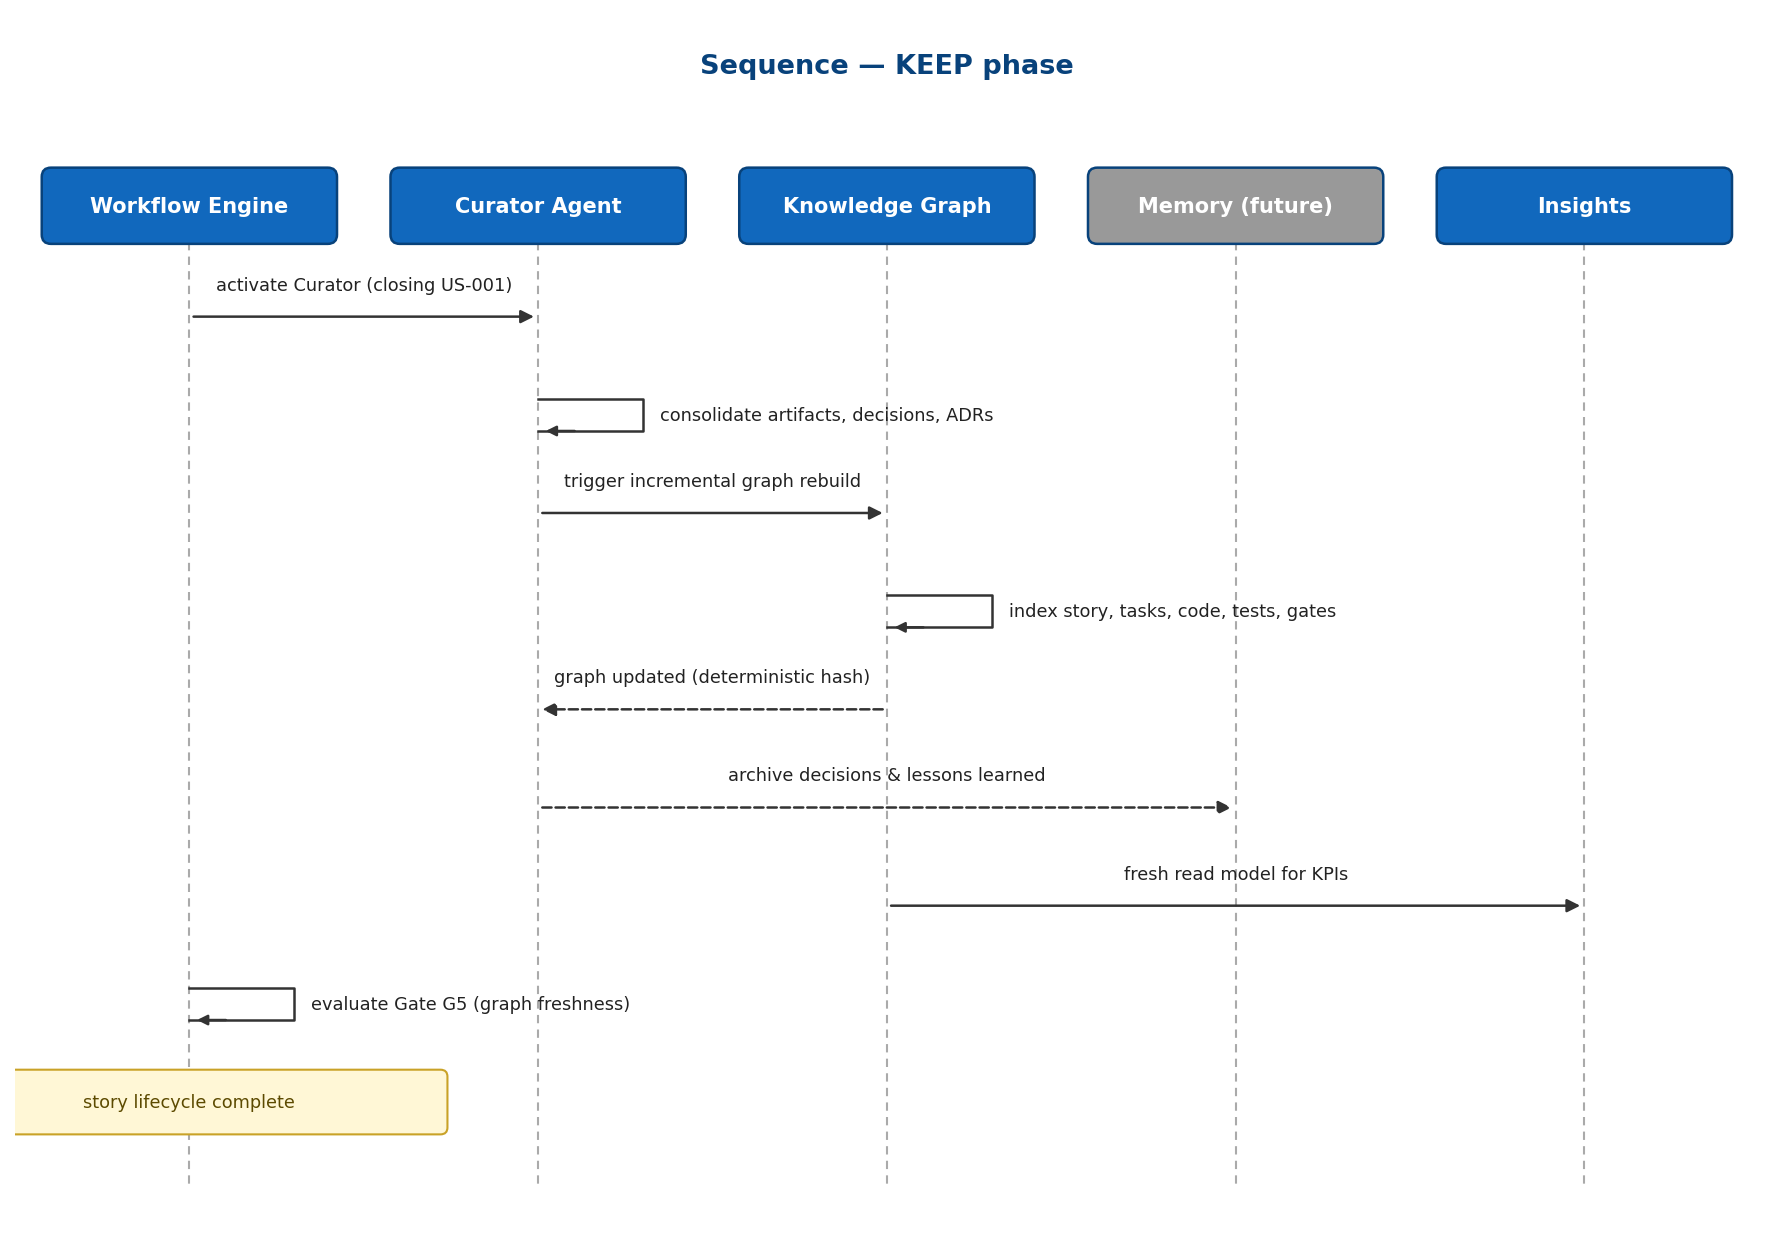 Sequence — KEEP phase
Workflow Engine
Curator Agent
Knowledge Graph
Memory (future)
Insights
activate Curator (closing US-001)
consolidate artifacts, decisions, ADRs
trigger incremental graph rebuild
index story, tasks, code, tests, gates
graph updated (deterministic hash)
archive decisions & lessons learned
fresh read model for KPIs
evaluate Gate G5 (graph freshness)
story lifecycle complete